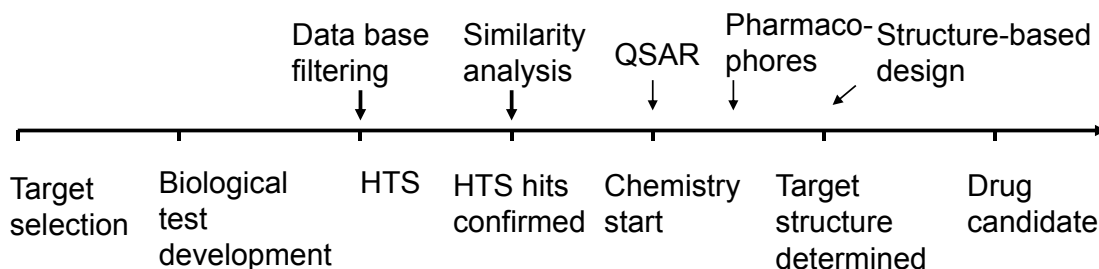 Data base
filtering
Similarity
analysis
QSAR
Pharmaco-
phores
Structure-based
design
Target
selection
Biological
test
development
HTS
HTS hits
confirmed
Chemistry
start
Target
structure
determined
Drug
candidate